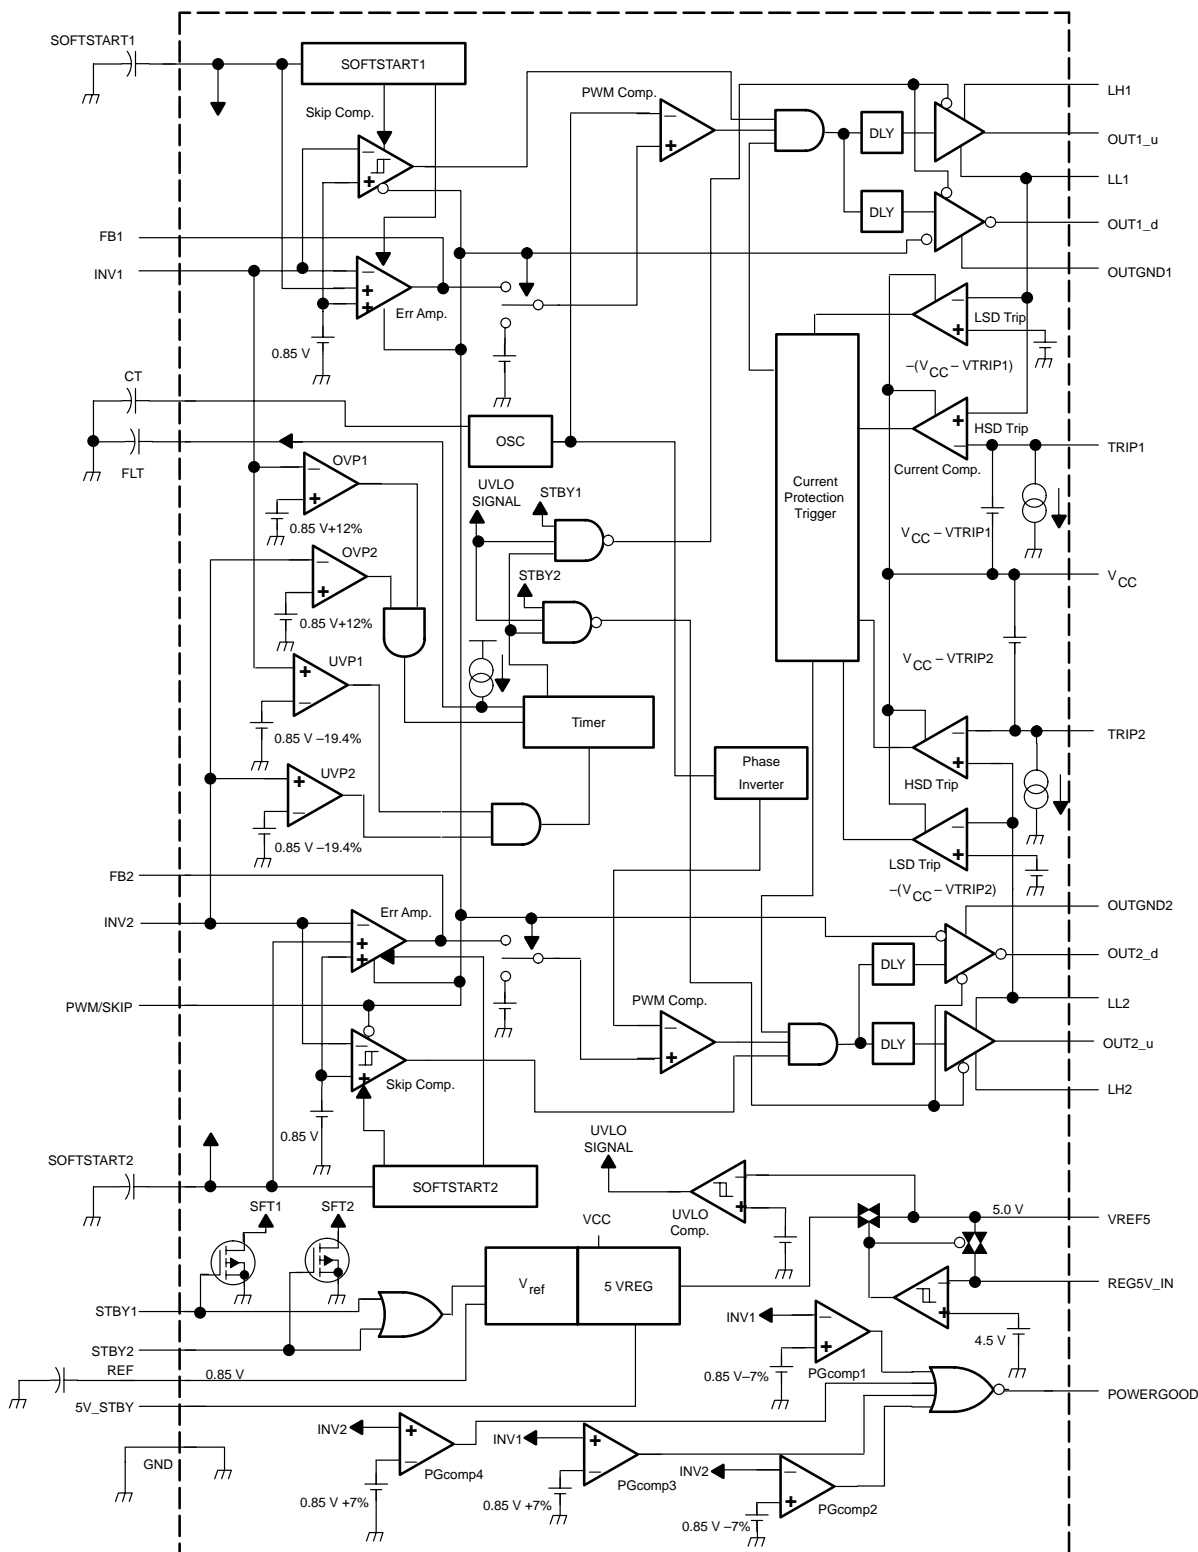 SOFTSTART1
SOFTSTART1
LH1
PWM Comp.
Skip Comp.
DLY
OUT1_u
LL1
DLY
OUT1_d
FB1
INV1
OUTGND1
Err Amp.
LSD Trip
0.85 V
–(VCC – VTRIP1)
CT
HSD Trip
OSC
TRIP1
FLT
OVP1
Current Comp.
UVLO
SIGNAL
STBY1
Current
Protection
Trigger
0.85 V+12%
VCC – VTRIP1
OVP2
STBY2
VCC
0.85 V+12%
UVP1
VCC – VTRIP2
Timer
TRIP2
0.85 V –19.4%
Phase
Inverter
UVP2
HSD Trip
0.85 V –19.4%
LSD Trip
FB2
–(VCC – VTRIP2)
Err Amp.
OUTGND2
INV2
DLY
OUT2_d
PWM/SKIP
PWM Comp.
LL2
DLY
OUT2_u
Skip Comp.
LH2
0.85 V
UVLO
SIGNAL
SOFTSTART2
SOFTSTART2
SFT1
SFT2
UVLO
Comp.
5.0 V
VREF5
VCC
Vref
5 VREG
REG5V_IN
STBY1
INV1
4.5 V
STBY2
REF
0.85 V
0.85 V–7%
PGcomp1
POWERGOOD
5V_STBY
INV2
INV1
GND
PGcomp4
PGcomp3
INV2
0.85 V +7%
0.85 V +7%
PGcomp2
0.85 V –7%